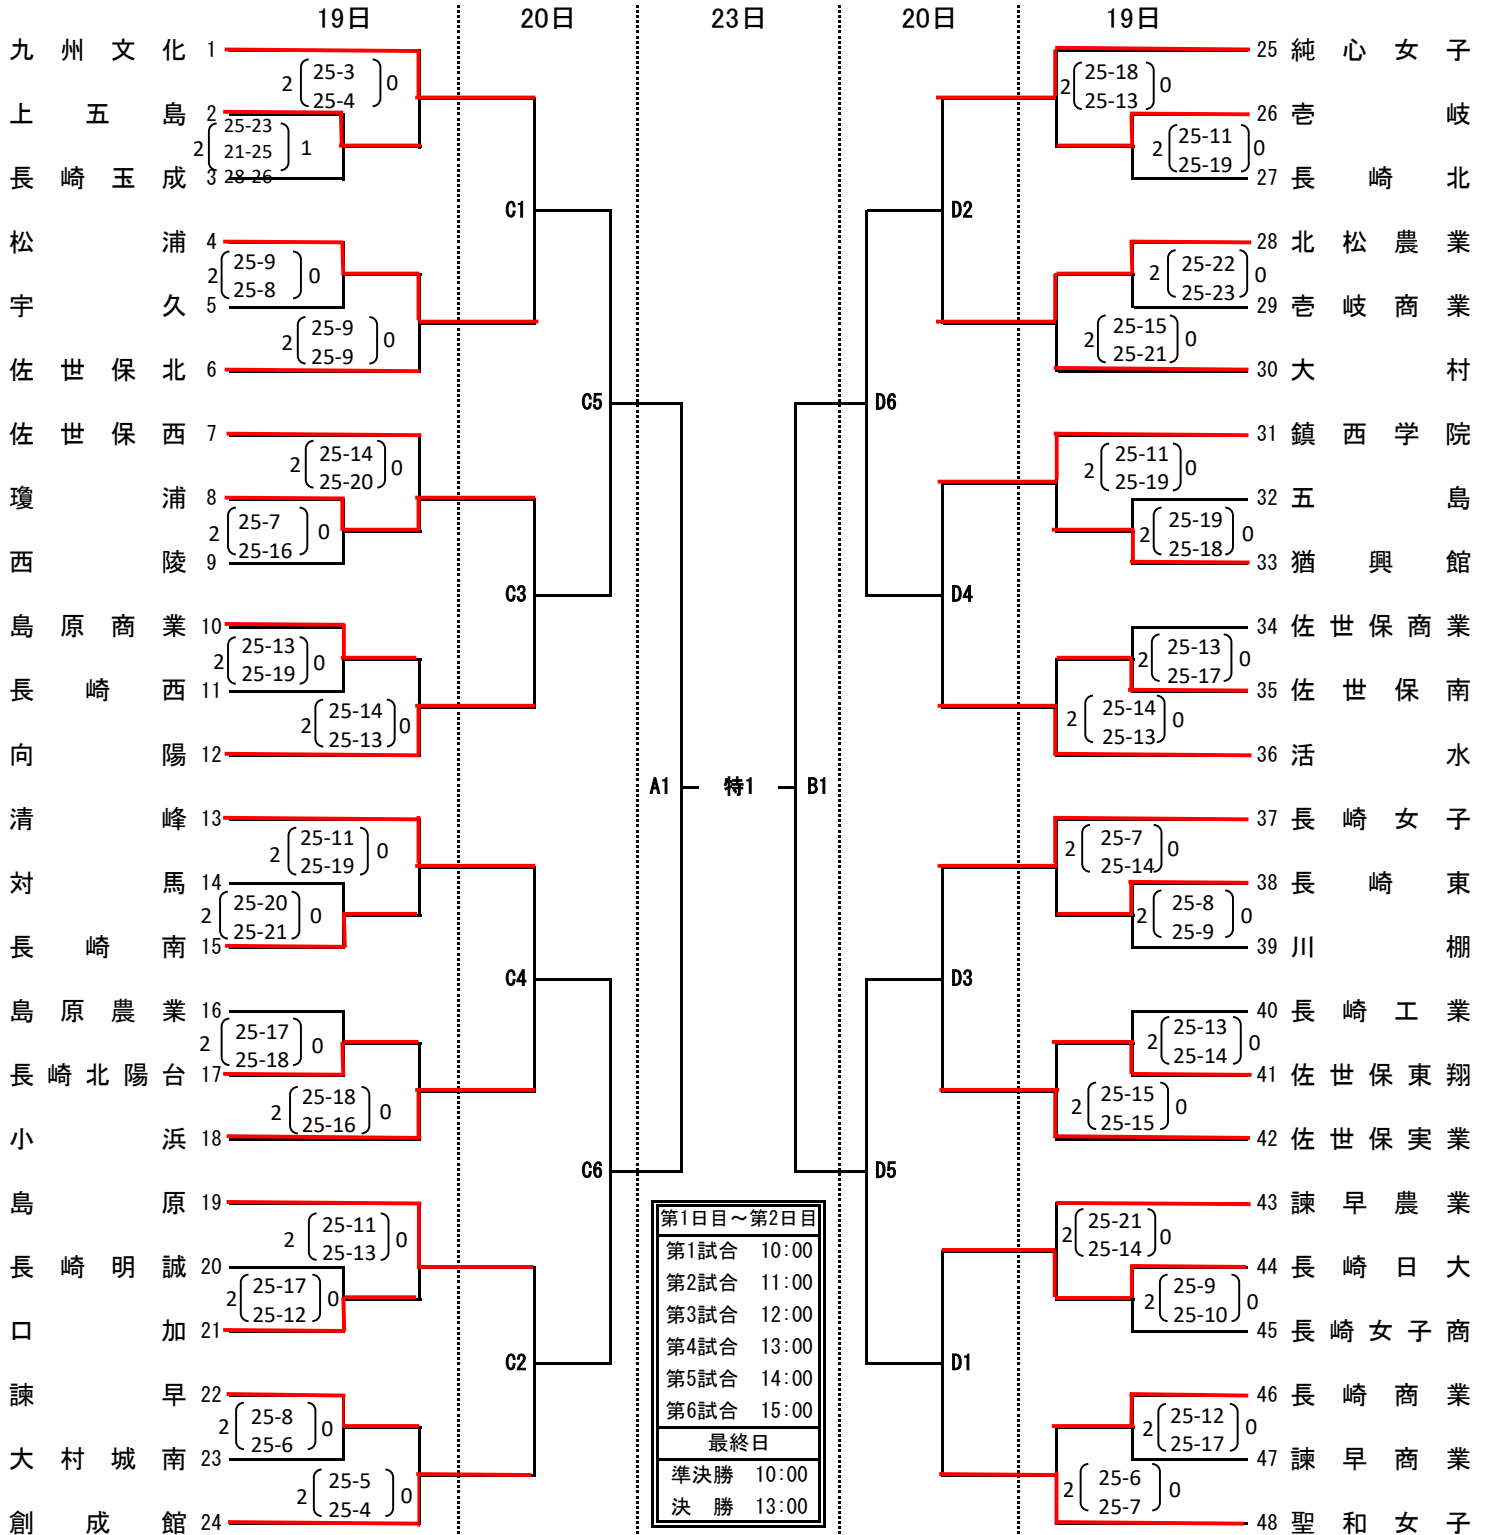 19日 20日 23日 20日 19日
九州文化 1
2 25-3 0
25-4
上五島 2
25-23
2 21-25 1
28-26
長崎玉成 3
C1
松浦 4
2 25-9 0
25-8
宇久 5
2 25-9 0
25-9
佐世保北 6
C5
佐世保西 7
2 25-14 0
25-20
瓊浦 8
2 25-7 0
25-16
西陵 9
C3
島原商業 10
2 25-13 0
25-19
長崎西 11
2 25-14 0
25-13
向陽 12
A1 特1 B1
清峰 13
2 25-11 0
25-19
対馬 14
2 25-20 0
25-21
長崎南 15
C4
島原農業 16
2 25-17 0
25-18
長崎北陽台 17
2 25-18 0
25-16
小浜 18
C6
島原 19
2 25-11 0
25-13
長崎明誠 20
2 25-17 0
25-12
口加 21
C2
諫早 22
2 25-8 0
25-6
大村城南 23
2 25-5 0
25-4
創成館 24
第1日目～第2日目
第1試合 10:00
第2試合 11:00
第3試合 12:00
第4試合 13:00
第5試合 14:00
第6試合 15:00
最終日
準決勝 10:00
決勝 13:00
25 純心女子
2 25-18 0
25-13
26 壱岐
2 25-11 0
25-19
27 長崎北
D2
28 北松農業
2 25-22 0
25-23
29 壱岐商業
2 25-15 0
25-21
30 大村
D6
31 鎮西学院
2 25-11 0
25-19
32 五島
2 25-19 0
25-18
33 猶興館
D4
34 佐世保商業
2 25-13 0
25-17
35 佐世保南
2 25-14 0
25-13
36 活水
37 長崎女子
2 25-7 0
25-14
38 長崎東
2 25-8 0
25-9
39 川棚
D3
40 長崎工業
2 25-13 0
25-14
41 佐世保東翔
2 25-15 0
25-15
42 佐世保実業
D5
43 諫早農業
2 25-21 0
25-14
44 長崎日大
2 25-9 0
25-10
45 長崎女子商
D1
46 長崎商業
2 25-12 0
25-17
47 諫早商業
2 25-6 0
25-7
48 聖和女子